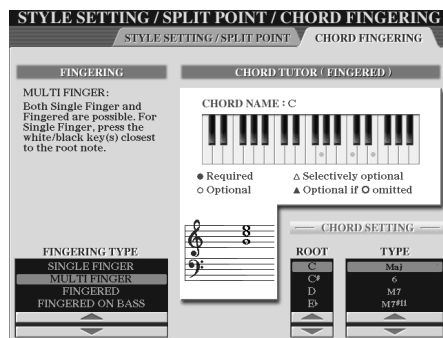 STYLE SETTING / SPLIT POINT / CHORD FINGERING
STYLE SETTING / SPLIT POINT
CHORD FINGERING
FINGERING
MULTI FINGER:
Both Single Finger and
Fingered are possible. For
Single Finger, press the
white/black key(s) closest
to the root note.
CHORD TUTOR ( FINGERED )
CHORD NAME : C
● Required
△ Selectively optional
○ Optional
▲ Optional if ✪ omitted
FINGERING TYPE
SINGLE FINGER
MULTI FINGER
FINGERED
FINGERED ON BASS
CHORD SETTING
ROOT
C
C#
D
E♭
TYPE
Maj
6
M7
M7#11